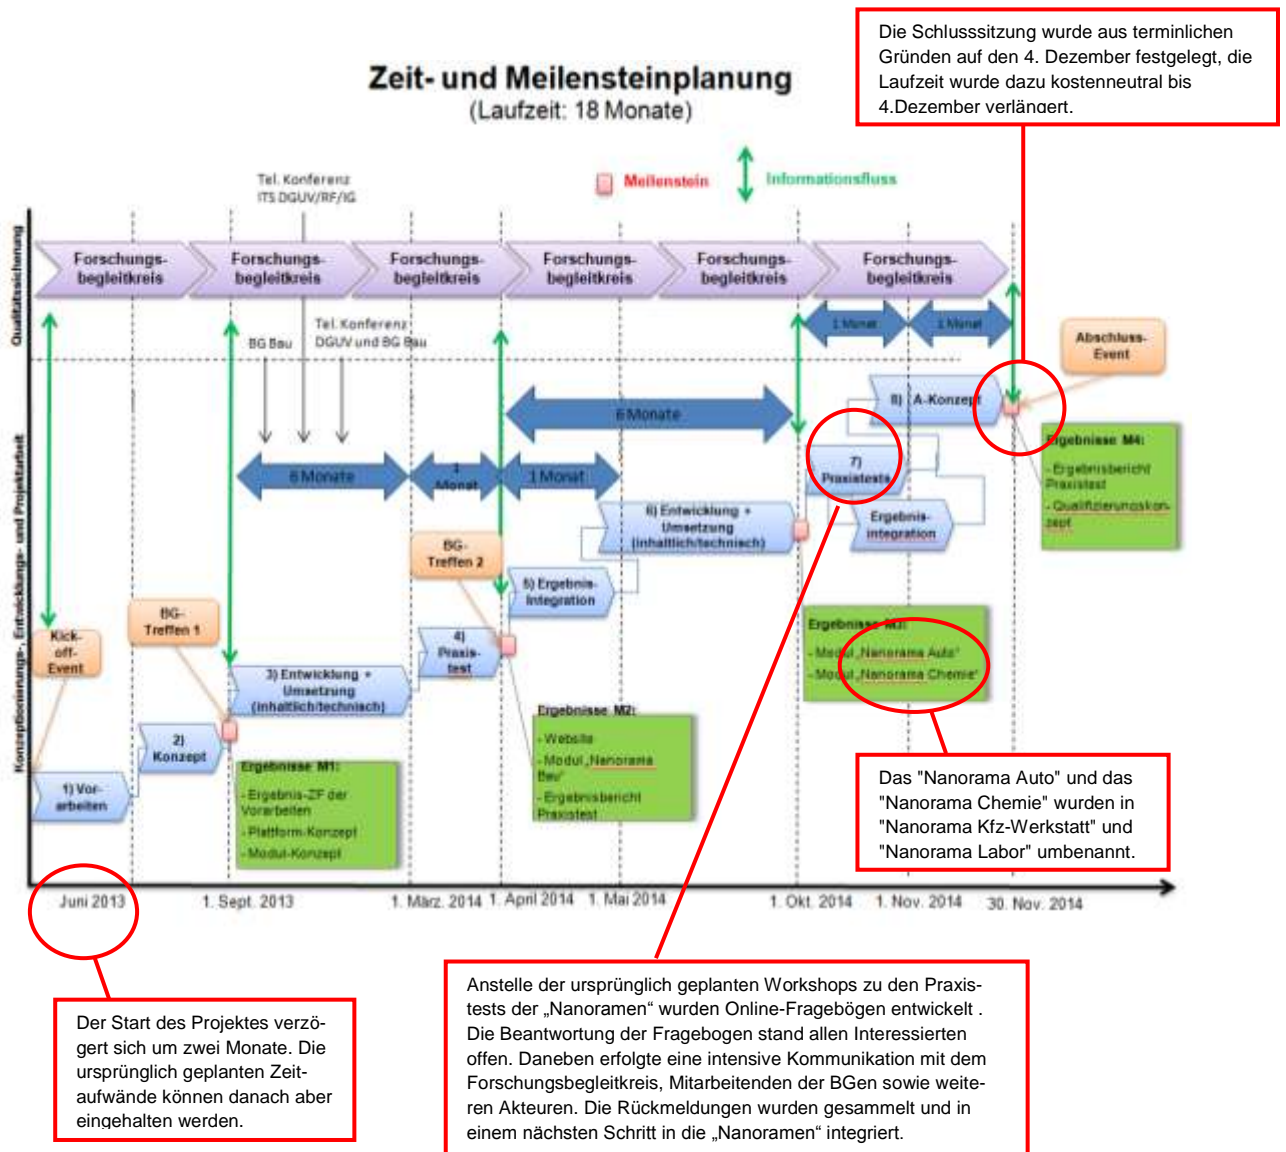 Die Schlusssitzung wurde aus terminlichen
Gründen auf den 4. Dezember festgelegt, die
Laufzeit wurde dazu kostenneutral bis
4.Dezember verlängert.
Zeit- und Meilensteinplanung
(Laufzeit: 18 Monate)
Tel. Konferenz
ITS DGUV/RF/IG
Meilenstein
Informationsfluss
Qualitätssicherung
Forschungs-
begleitkreis
Forschungs-
begleitkreis
Forschungs-
begleitkreis
Forschungs-
begleitkreis
Forschungs-
begleitkreis
Forschungs-
begleitkreis
1 Monat
1 Monat
BG Bau
Tel. Konferenz
DGUV und BG Bau
Abschluss-
Event
6 Monate
8) A-Konzept
Konzeptionierungs-, Entwicklungs- und Projektarbeit
6 Monate
1
Monat
1 Monat
7)
Praxistests
Ergebnisse M4:
- Ergebnisbericht
Praxistest
- Qualifizierungskon-
zept
6) Entwicklung +
Umsetzung
(inhaltlich/technisch)
Ergebnis-
integration
BG-
Treffen 2
5) Ergebnis-
Integration
BG-
Treffen 1
Kick-
off-
Event
4)
Praxis-
test
3) Entwicklung +
Umsetzung
(inhaltlich/technisch)
Ergebnisse M3:
- Modul „Nanorama Auto“
- Modul „Nanorama Chemie“
2)
Konzept
Ergebnisse M2:
- Website
- Modul „Nanorama
Bau“
- Ergebnisbericht
Praxistest
1) Vor-
arbeiten
Ergebnisse M1:
- Ergebnis-ZF der
Vorarbeiten
- Plattform-Konzept
- Modul-Konzept
Das "Nanorama Auto" und das
"Nanorama Chemie" wurden in
"Nanorama Kfz-Werkstatt" und
"Nanorama Labor" umbenannt.
Juni 2013
1. Sept. 2013
1. März. 2014
1. April 2014
1. Mai 2014
1. Okt. 2014
1. Nov. 2014
30. Nov. 2014
Der Start des Projektes verzö-
gert sich um zwei Monate. Die
ursprünglich geplanten Zeit-
aufwände können danach aber
eingehalten werden.
Anstelle der ursprünglich geplanten Workshops zu den Praxis-
tests der „Nanoramen“ wurden Online-Fragebögen entwickelt .
Die Beantwortung der Fragebogen stand allen Interessierten
offen. Daneben erfolgte eine intensive Kommunikation mit dem
Forschungsbegleitkreis, Mitarbeitenden der BGen sowie weite-
ren Akteuren. Die Rückmeldungen wurden gesammelt und in
einem nächsten Schritt in die „Nanoramen“ integriert.